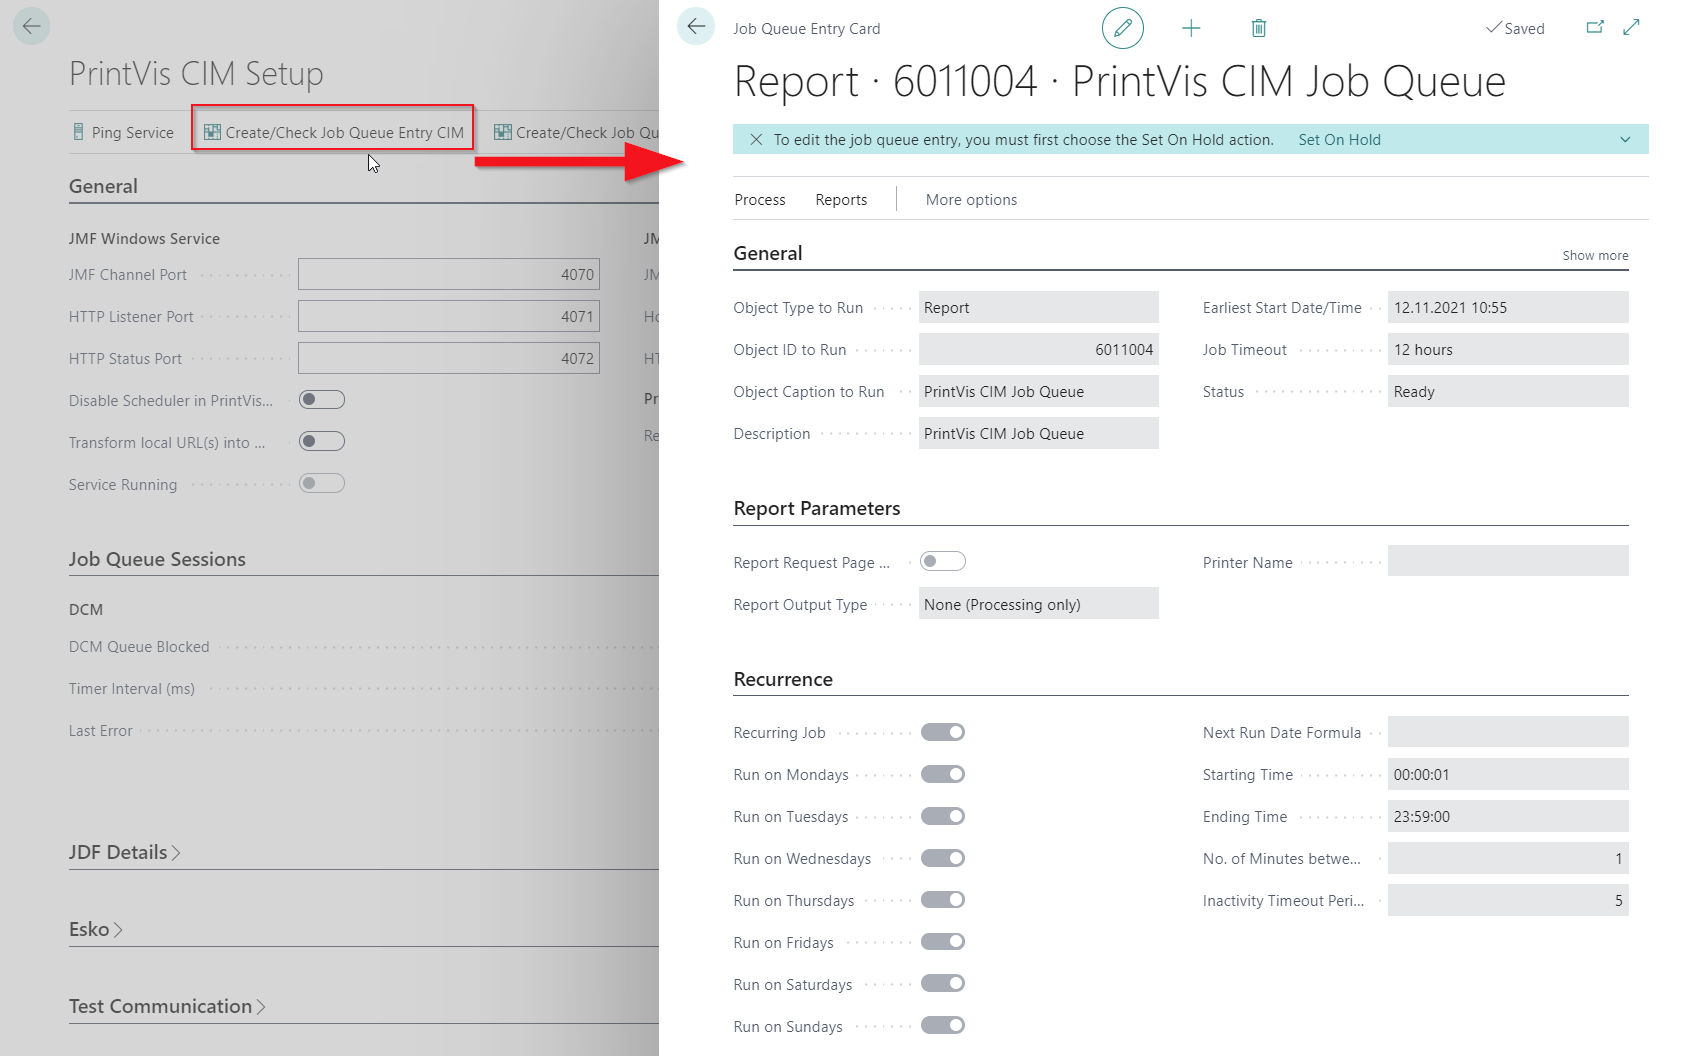 PrintVis CIM Setup
Ping Service
Create/Check Job Queue Entry CIM
Create/Check Job Qu
General
JMF Windows Service
JM
JMF Channel Port 4070
JM
HTTP Listener Port 4071
Ho
HTTP Status Port 4072
HT
Disable Scheduler in PrintVis...
Pr
Transform local URL(s) into ...
Re
Service Running
Job Queue Sessions
DCM
DCM Queue Blocked
Timer Interval (ms)
Last Error
JDF Details
Esko
Test Communication
Job Queue Entry Card
Saved
Report · 6011004 · PrintVis CIM Job Queue
To edit the job queue entry, you must first choose the Set On Hold action. Set On Hold
Process Reports More options
General
Show more
Object Type to Run Report
Earliest Start Date/Time 12.11.2021 10:55
Object ID to Run 6011004
Job Timeout 12 hours
Object Caption to Run PrintVis CIM Job Queue
Status Ready
Description PrintVis CIM Job Queue
Report Parameters
Report Request Page ...
Printer Name
Report Output Type None (Processing only)
Recurrence
Recurring Job
Next Run Date Formula
Run on Mondays
Starting Time 00:00:01
Run on Tuesdays
Ending Time 23:59:00
Run on Wednesdays
No. of Minutes betwe... 1
Run on Thursdays
Inactivity Timeout Peri... 5
Run on Fridays
Run on Saturdays
Run on Sundays